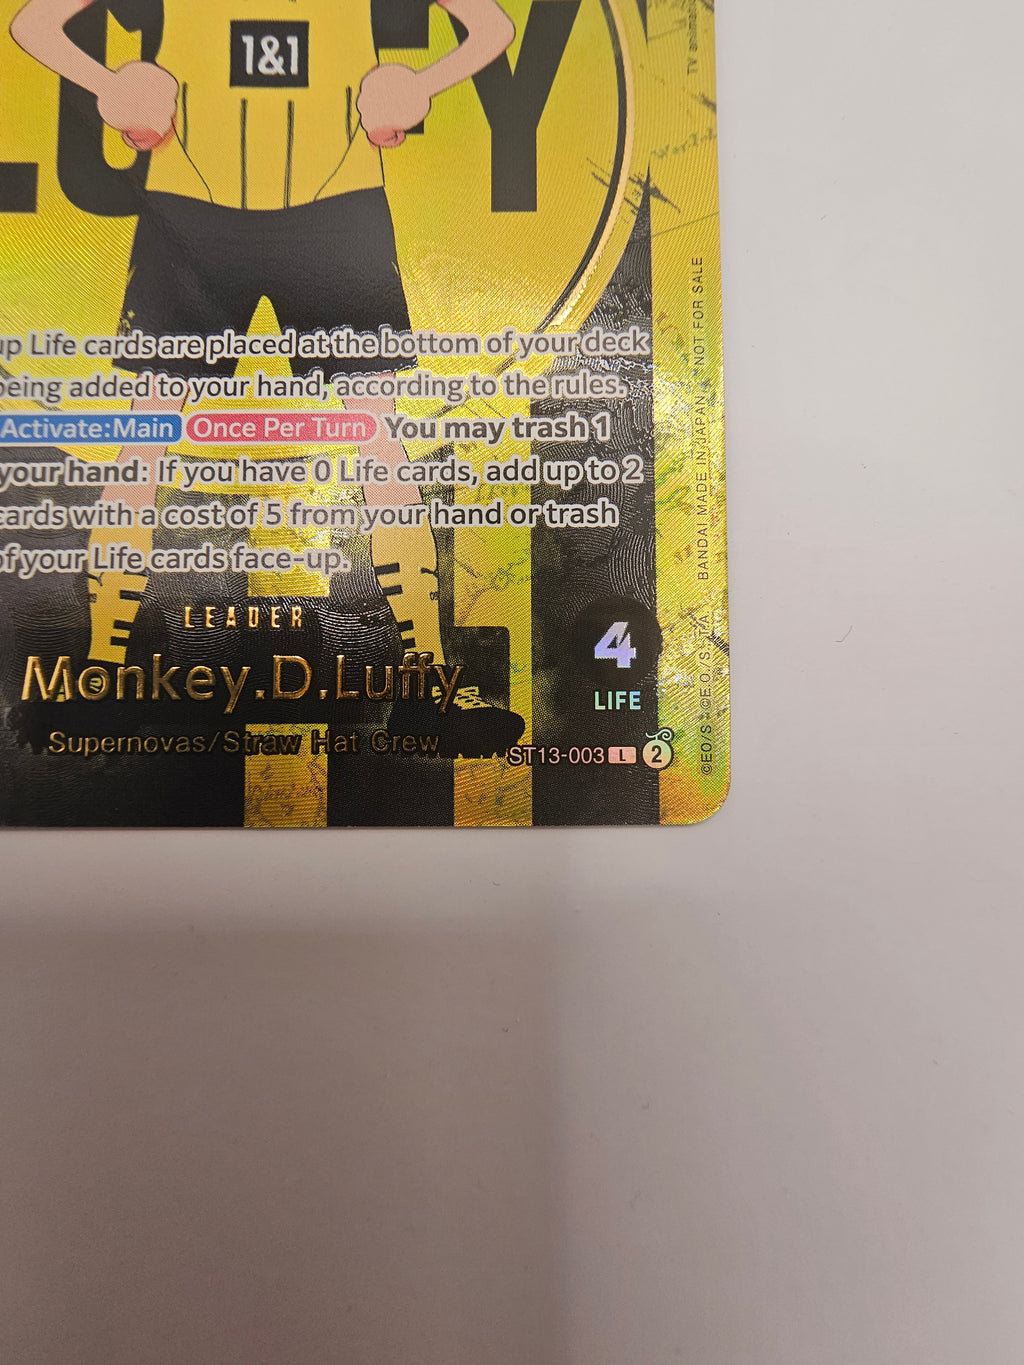 1&1
LUFFY
up Life cards are placed at the bottom of your deck
being added to your hand, according to the rules.
Activate:Main Once Per Turn You may trash 1
your hand: If you have 0 Life cards, add up to 2
cards with a cost of 5 from your hand or trash
of your Life cards face-up.
LEADER
Monkey.D.Luffy
Supernovas/Straw Hat Crew
4
LIFE
ST13-003 L 2
©E.O./S. ©E.O./S.,T.A. BANDAI MADE IN JAPAN NOT FOR SALE
TV animati
World